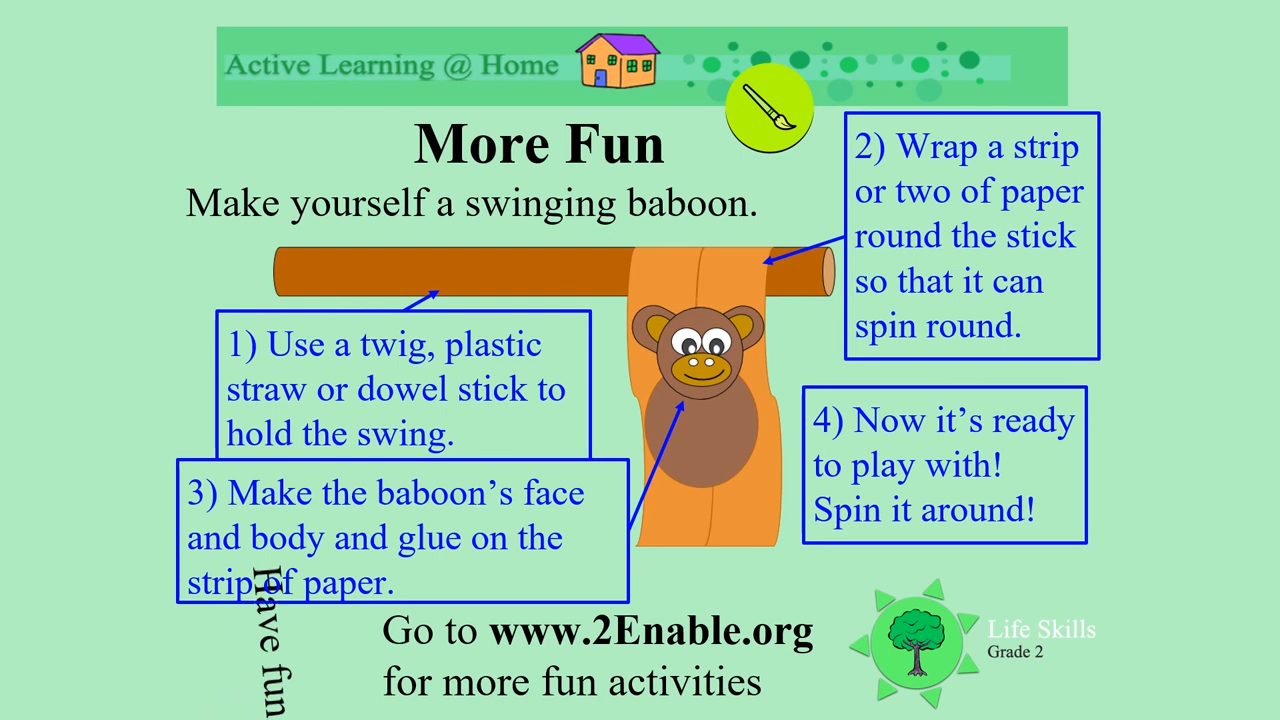 Active Learning @ Home
More Fun
Make yourself a swinging baboon.
1) Use a twig, plastic
straw or dowel stick to
hold the swing.
2) Wrap a strip
or two of paper
round the stick
so that it can
spin round.
3) Make the baboon’s face
and body and glue on the
strip of paper.
4) Now it’s ready
to play with!
Spin it around!
Have fun
Go to www.2Enable.org
for more fun activities
Life Skills
Grade 2